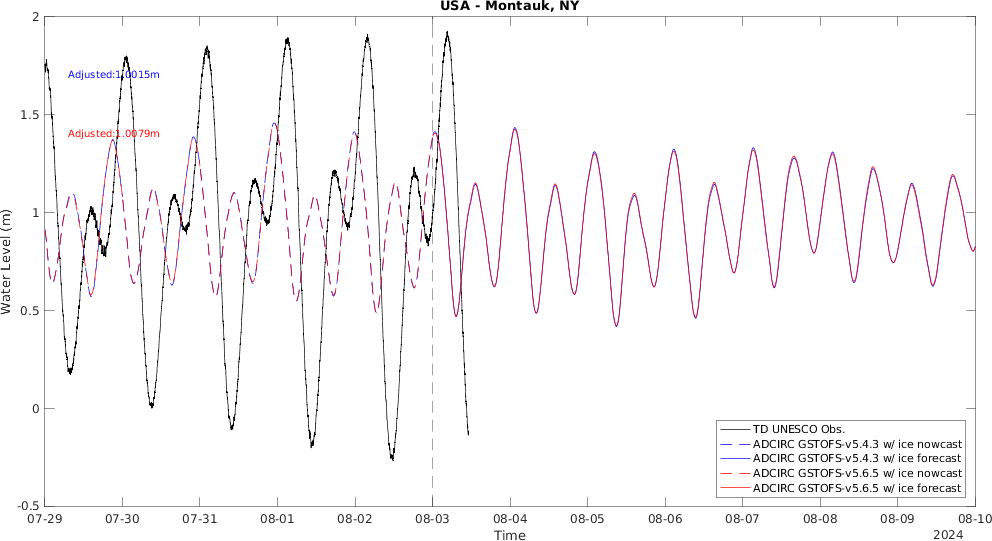 USA - Montauk, NY
2
1.5
1
0.5
0
-0.5
Water Level (m)
Adjusted:1.0015m
Adjusted:1.0079m
TD UNESCO Obs.
ADCIRC GSTOFS-v5.4.3 w/ ice nowcast
ADCIRC GSTOFS-v5.4.3 w/ ice forecast
ADCIRC GSTOFS-v5.6.5 w/ ice nowcast
ADCIRC GSTOFS-v5.6.5 w/ ice forecast
07-29 07-30 07-31 08-01 08-02 08-03 08-04 08-05 08-06 08-07 08-08 08-09 08-10
Time
2024